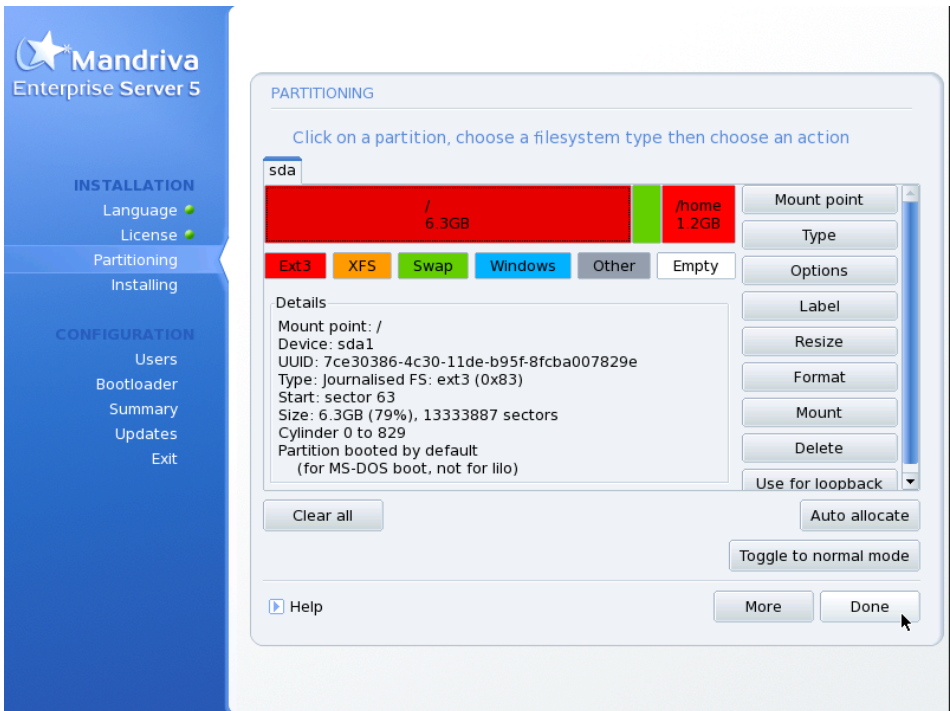 Mandriva
Enterprise Server 5
INSTALLATION
Language
License
Partitioning
Installing
CONFIGURATION
Users
Bootloader
Summary
Updates
Exit
PARTITIONING
Click on a partition, choose a filesystem type then choose an action
sda
/
6.3GB
/home
1.2GB
Ext3 XFS Swap Windows Other Empty
Details
Mount point: /
Device: sda1
UUID: 7ce30386-4c30-11de-b95f-8fcba007829e
Type: Journalised FS: ext3 (0x83)
Start: sector 63
Size: 6.3GB (79%), 13333887 sectors
Cylinder 0 to 829
Partition booted by default
(for MS-DOS boot, not for lilo)
Mount point
Type
Options
Label
Resize
Format
Mount
Delete
Use for loopback
Clear all
Auto allocate
Toggle to normal mode
Help
More
Done